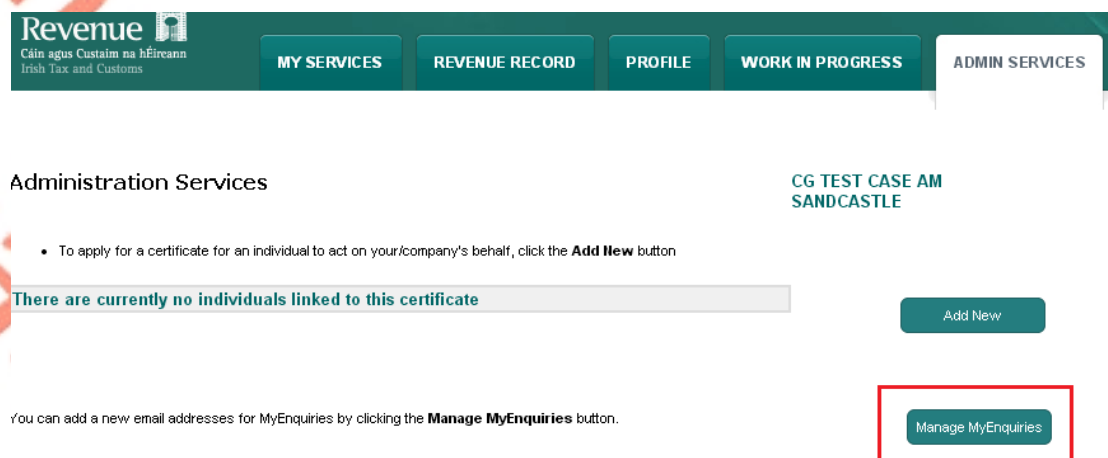 Revenue
Cáin agus Custaim na hÉireann
Irish Tax and Customs
MY SERVICES
REVENUE RECORD
PROFILE
WORK IN PROGRESS
ADMIN SERVICES
Administration Services
CG TEST CASE AM
SANDCASTLE
• To apply for a certificate for an individual to act on your/company's behalf, click the Add New button
There are currently no individuals linked to this certificate
Add New
You can add a new email addresses for MyEnquiries by clicking the Manage MyEnquiries button.
Manage MyEnquiries